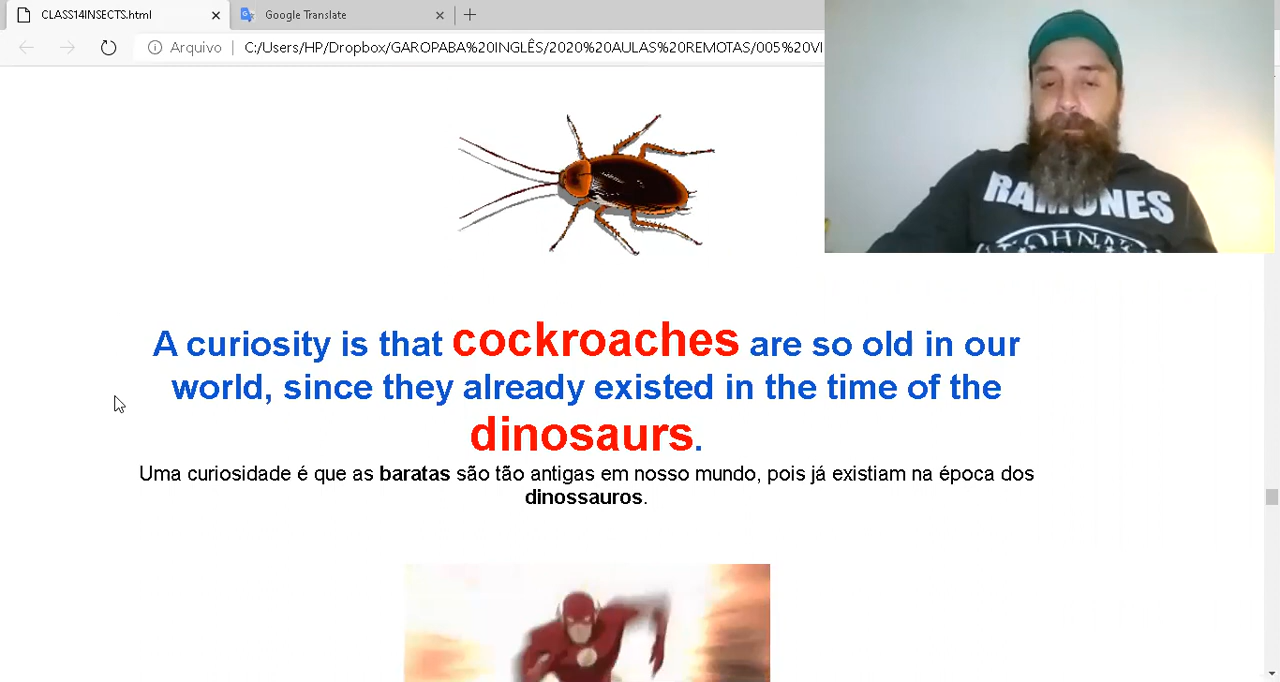 CLASS14INSECTS.html
Google Translate
Arquivo
C:/Users/HP/Dropbox/GAROPABA%20INGLÊS/2020%20AULAS%20REMOTAS/005%20VI
RAMONES
A curiosity is that cockroaches are so old in our
world, since they already existed in the time of the
dinosaurs.
Uma curiosidade é que as baratas são tão antigas em nosso mundo, pois já existiam na época dos
dinossauros.